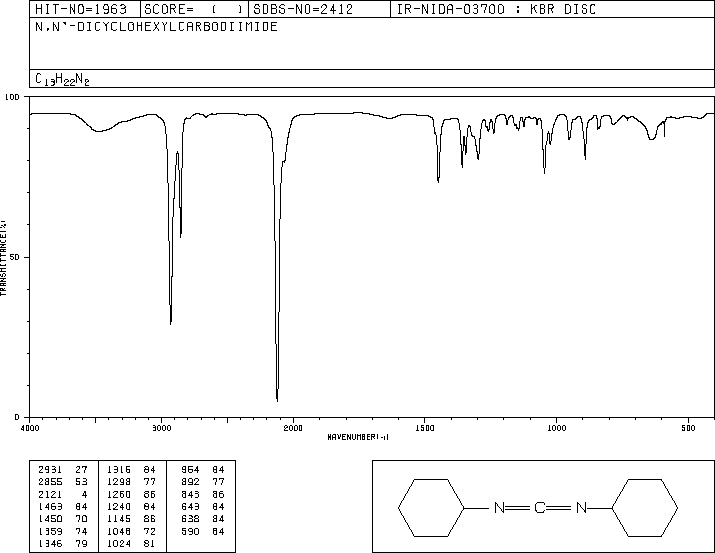 HIT-NO=1963 SCORE= ( ) SDBS-NO=2412 IR-NIDA-03700 : KBR DISC
N,N'-DICYCLOHEXYLCARBODIIMIDE
C13H22N2
100
50
0
TRANSMITTANCE(%)
4000 3000 2000 1500 1000 500
WAVENUMBER(-1)
2931 27 1316 84 954 84
2855 53 1298 77 892 77
2121 4 1260 86 843 86
1463 84 1240 84 643 84
1450 70 1145 86 638 84
1359 74 1048 72 590 84
1346 79 1024 81
N=C=N